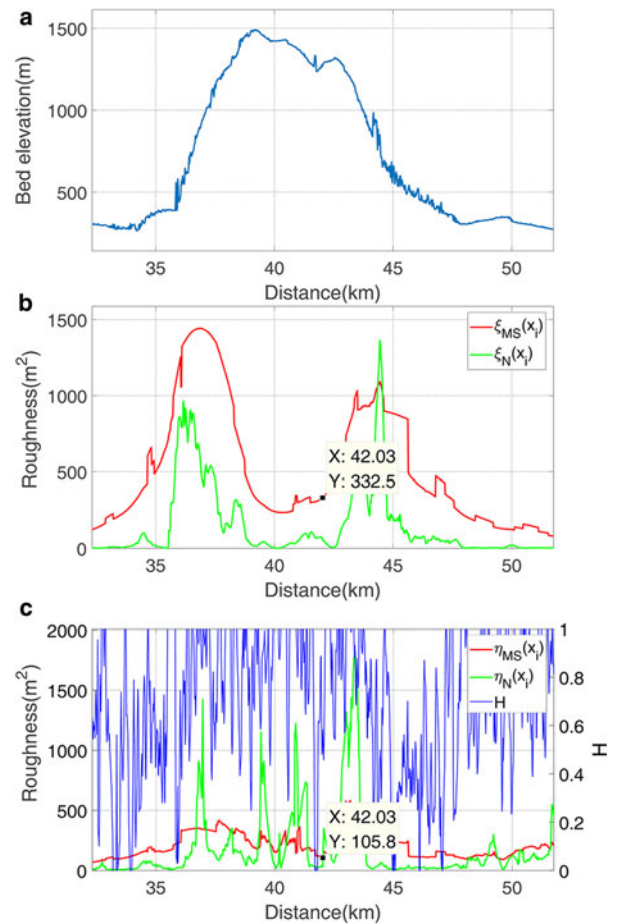 a
1500
1000
500
Bed elevation(m)
35 40 45 50
Distance(km)
b
1500
1000
500
0
Roughness(m²)
ξMS(xi)
ξN(xi)
X: 42.03
Y: 332.5
35 40 45 50
Distance(km)
c
2000
1500
1000
500
0
Roughness(m²)
1
0.8
0.6
0.4
0.2
0
H
ηMS(xi)
ηN(xi)
H
X: 42.03
Y: 105.8
35 40 45 50
Distance(km)